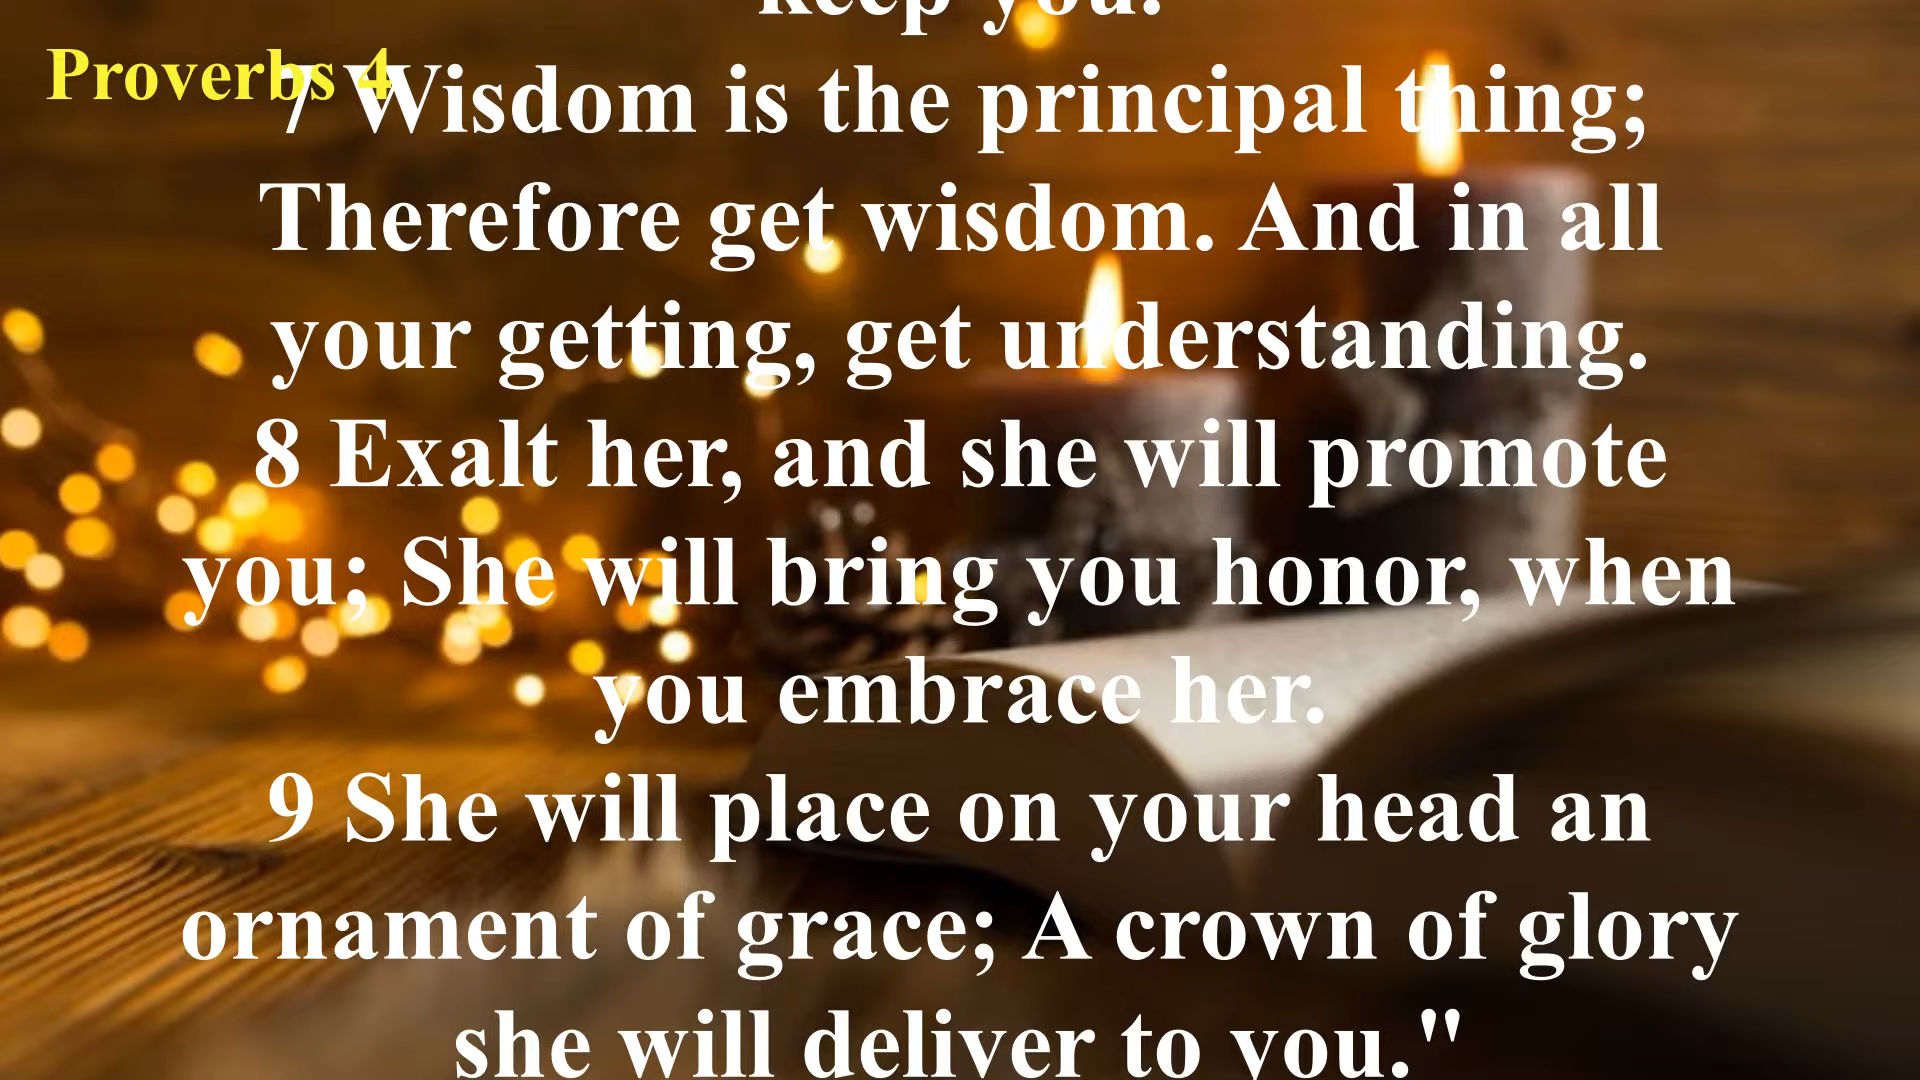 keep you.
Proverbs 4
7 Wisdom is the principal thing;
Therefore get wisdom. And in all
your getting, get understanding.
8 Exalt her, and she will promote
you; She will bring you honor, when
you embrace her.
9 She will place on your head an
ornament of grace; A crown of glory
she will deliver to you."